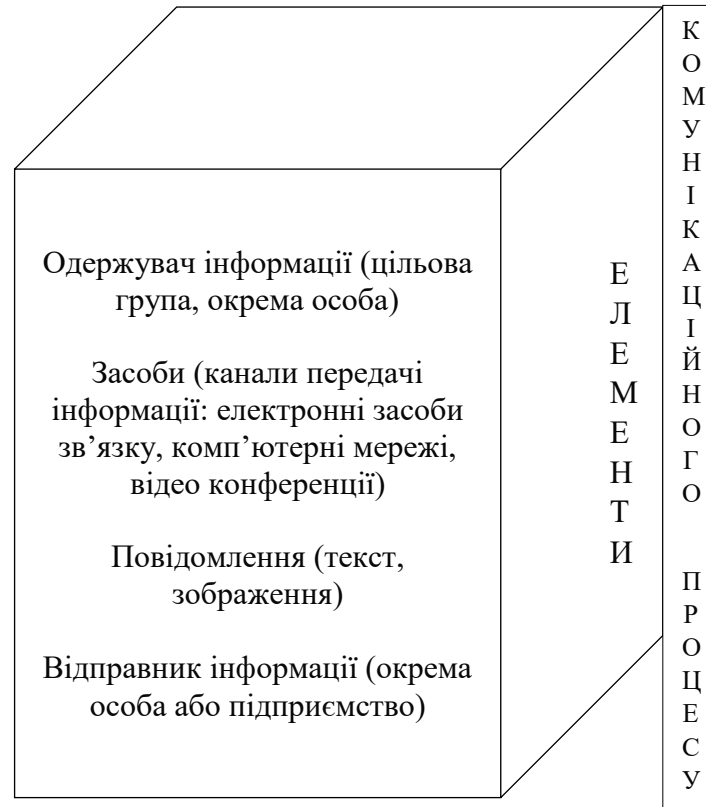 Одержувач інформації (цільова
група, окрема особа)
Засоби (канали передачі
інформації: електронні засоби
зв’язку, комп’ютерні мережі,
відео конференції)
Повідомлення (текст,
зображення)
Відправник інформації (окрема
особа або підприємство)
ЕЛЕМЕНТИ
КОМУНІКАЦІЙНОГО ПРОЦЕСУ